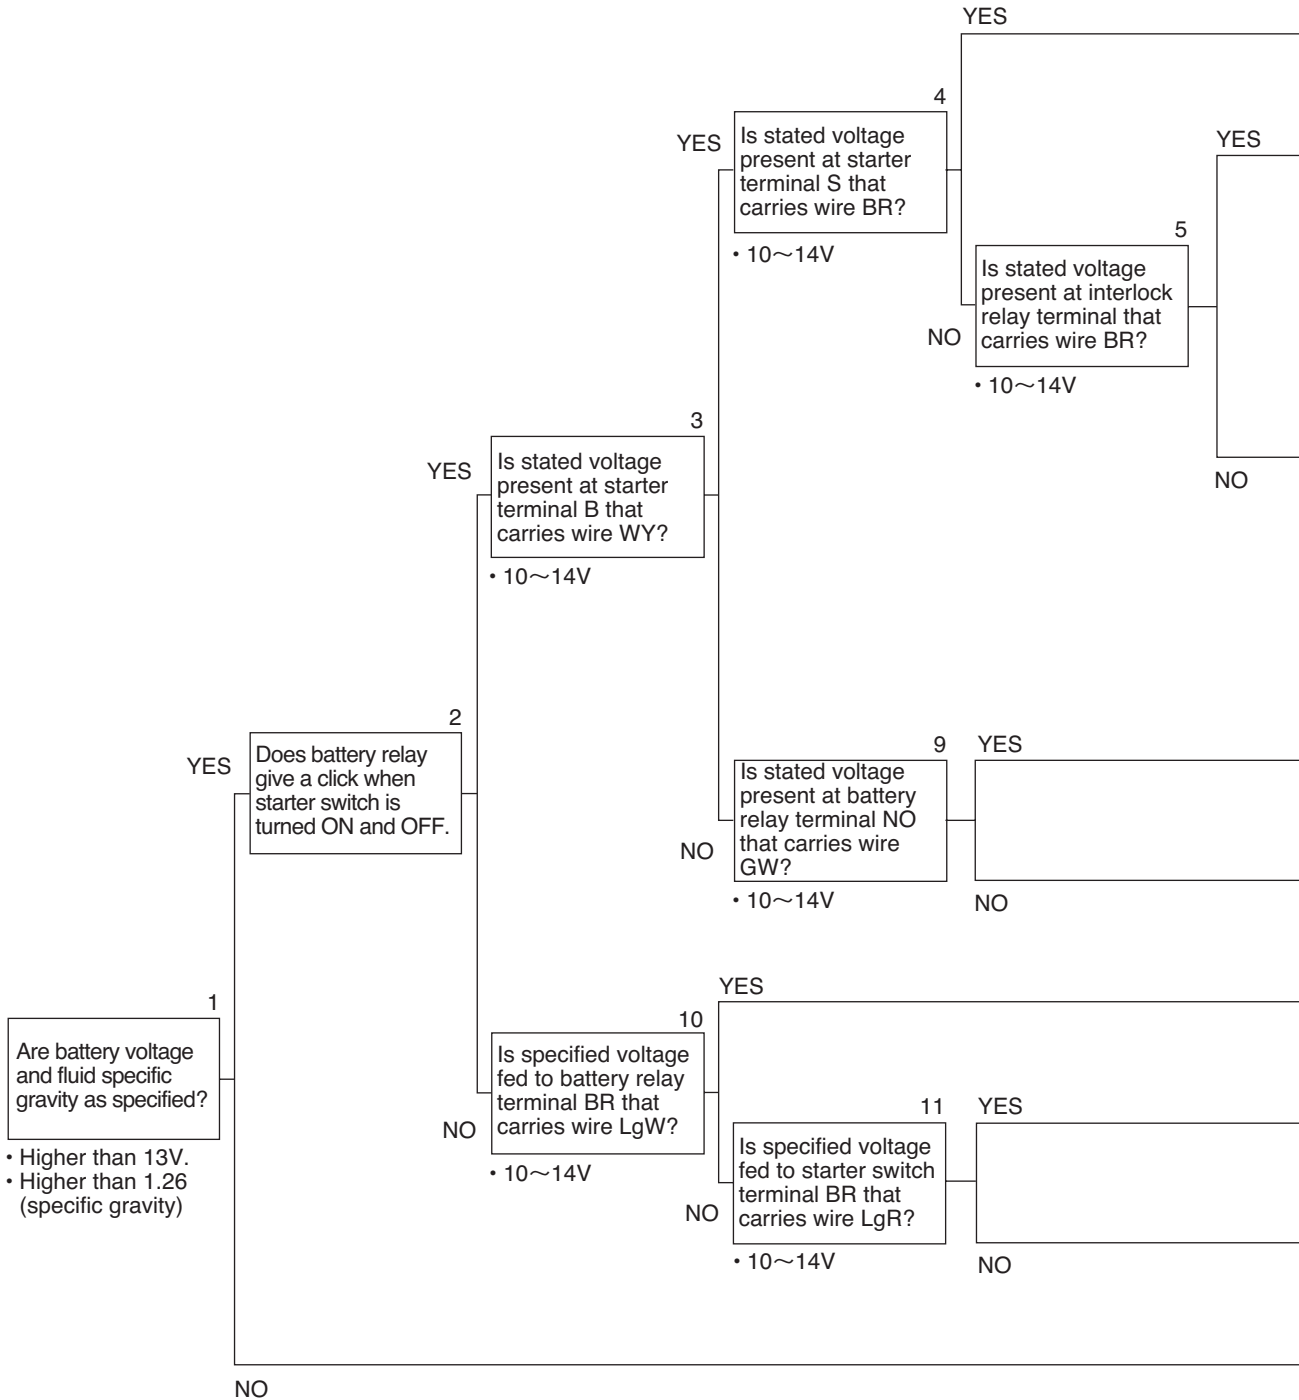 YES
4
YES
Is stated voltage
present at starter
terminal S that
carries wire BR?
• 10～14V
YES
5
NO
Is stated voltage
present at interlock
relay terminal that
carries wire BR?
• 10～14V
NO
3
YES
Is stated voltage
present at starter
terminal B that
carries wire WY?
• 10～14V
2
YES
Does battery relay
give a click when
starter switch is
turned ON and OFF.
9
YES
NO
Is stated voltage
present at battery
relay terminal NO
that carries wire
GW?
• 10～14V
NO
1
Are battery voltage
and fluid specific
gravity as specified?
• Higher than 13V.
• Higher than 1.26
(specific gravity)
YES
10
NO
Is specified voltage
fed to battery relay
terminal BR that
carries wire LgW?
• 10～14V
11
YES
NO
Is specified voltage
fed to starter switch
terminal BR that
carries wire LgR?
• 10～14V
NO
NO